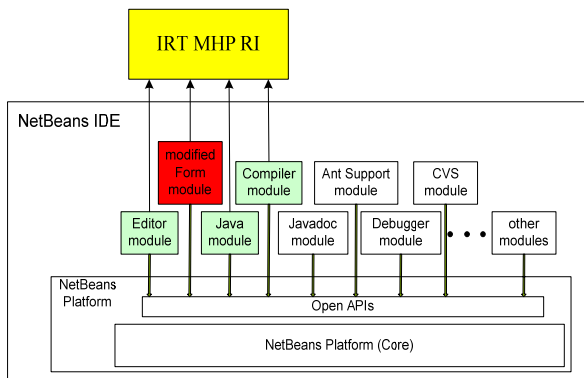 IRT MHP RI
NetBeans IDE
modified
Form
module
Compiler
module
Ant Support
module
CVS
module
Editor
module
Java
module
Javadoc
module
Debugger
module
other
modules
NetBeans
Platform
Open APIs
NetBeans Platform (Core)